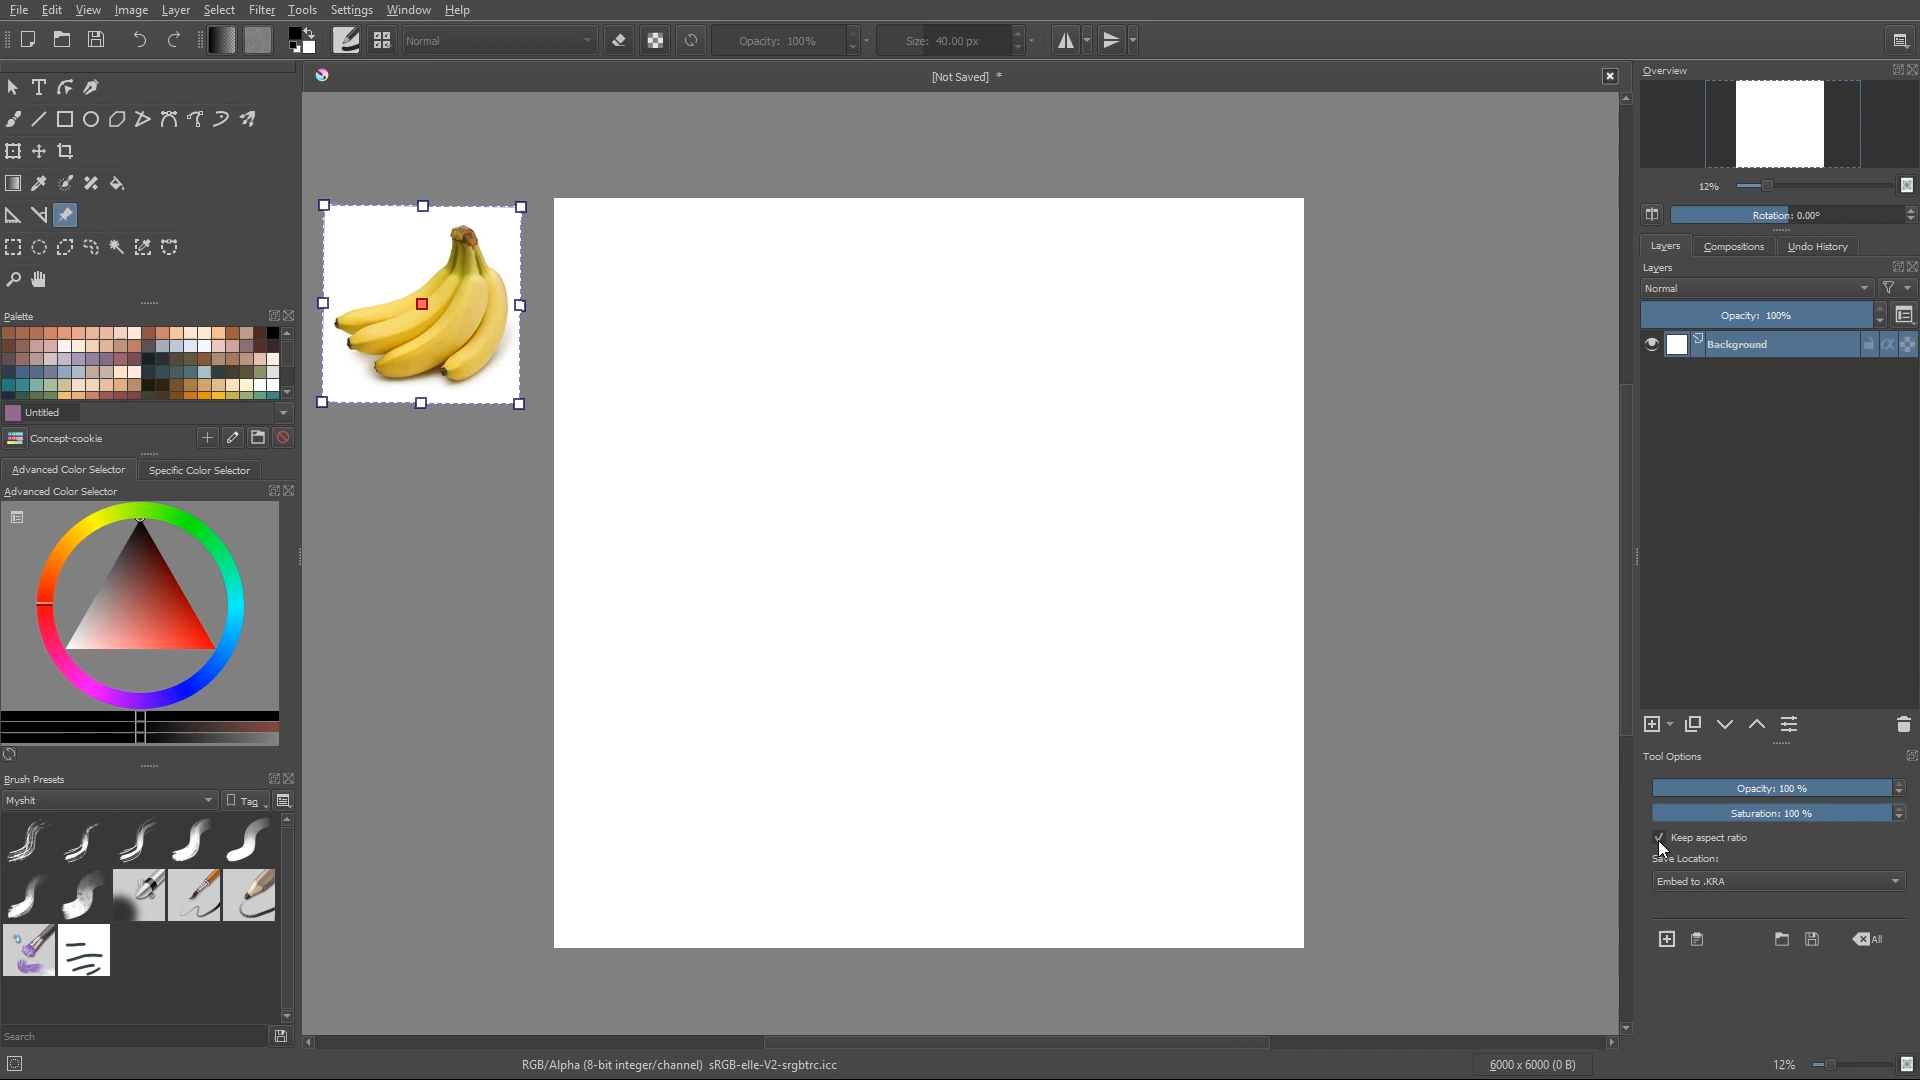 File Edit View Image Layer Select Filter Tools Settings Window Help
Normal Opacity: 100% Size: 40.00 px
[Not Saved] *
Overview
12%
Rotation: 0.00°
Layers Compositions Undo History
Layers
Normal
Opacity: 100%
Background
Palette
Untitled
Concept-cookie
Advanced Color Selector Specific Color Selector
Advanced Color Selector
Brush Presets
Myshit Tag
Search
Tool Options
Opacity: 100 %
Saturation: 100 %
Keep aspect ratio
Save Location:
Embed to .KRA
All
RGB/Alpha (8-bit integer/channel) sRGB-elle-V2-srgbtrc.icc 6000 x 6000 (0 B) 12%